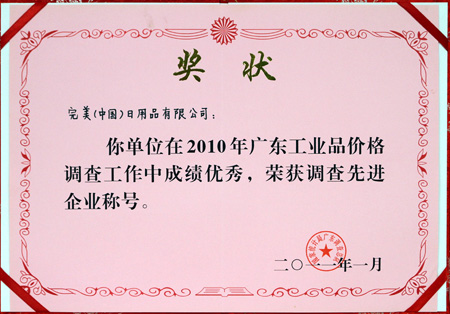 奖状
完美(中国)日用品有限公司:
你单位在2010年广东工业品价格
调查工作中成绩优秀，荣获调查先进
企业称号。
二〇一一年一月